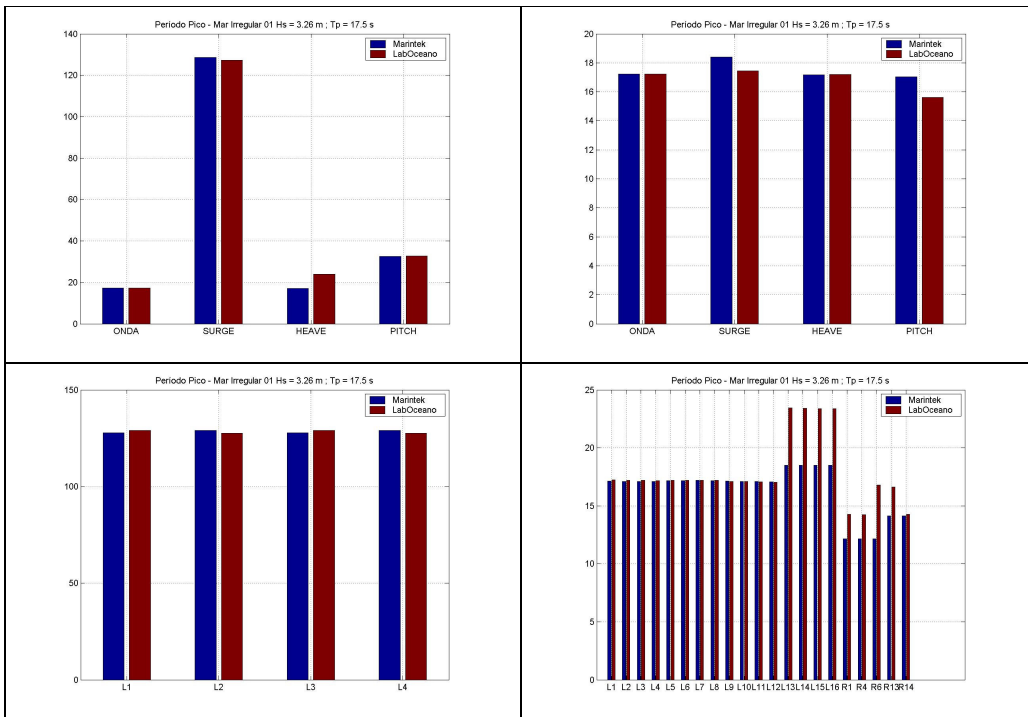 Período Pico - Mar Irregular 01 Hs = 3.26 m ; Tp = 17.5 s
140
120
100
80
60
40
20
0
Marintek
LabOceano
ONDA SURGE HEAVE PITCH
Período Pico - Mar Irregular 01 Hs = 3.26 m ; Tp = 17.5 s
20
18
16
14
12
10
8
6
4
2
0
Marintek
LabOceano
ONDA SURGE HEAVE PITCH
Período Pico - Mar Irregular 01 Hs = 3.26 m ; Tp = 17.5 s
150
100
50
0
Marintek
LabOceano
L1 L2 L3 L4
Período Pico - Mar Irregular 01 Hs = 3.26 m ; Tp = 17.5 s
25
20
15
10
5
0
Marintek
LabOceano
L1 L2 L3 L4 L5 L6 L7 L8 L9 L10 L11 L12 L13 L14 L15 L16 R1 R4 R6 R13 R14